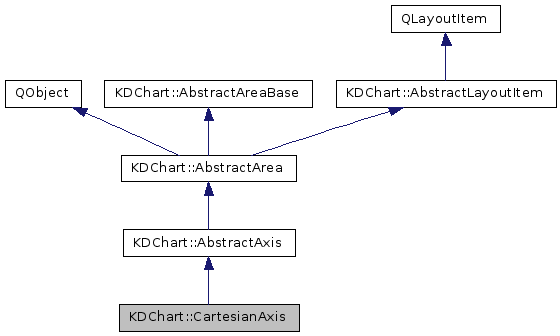 QLayoutItem
QObject
KDChart::AbstractAreaBase
KDChart::AbstractLayoutItem
KDChart::AbstractArea
KDChart::AbstractAxis
KDChart::CartesianAxis